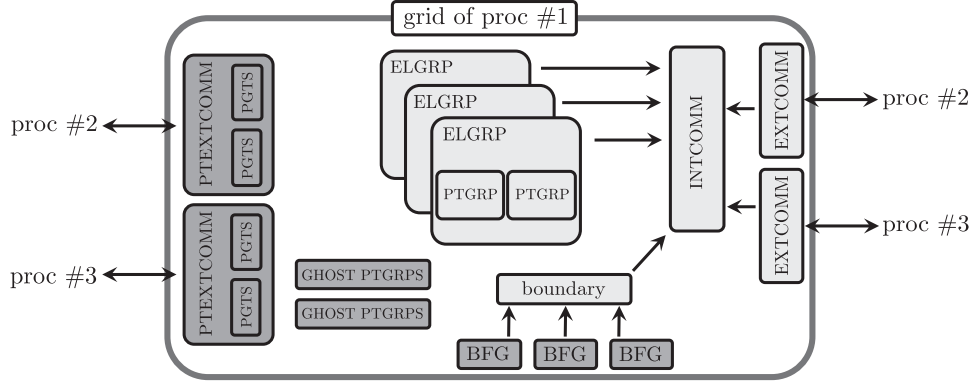 grid of proc #1
proc #2
PTEXTCOMM
PGTS
PGTS
proc #3
PTEXTCOMM
PGTS
PGTS
GHOST PTGRPS
GHOST PTGRPS
ELGRP
ELGRP
ELGRP
PTGRP
PTGRP
INTCOMM
EXTCOMM
proc #2
EXTCOMM
proc #3
boundary
BFG
BFG
BFG